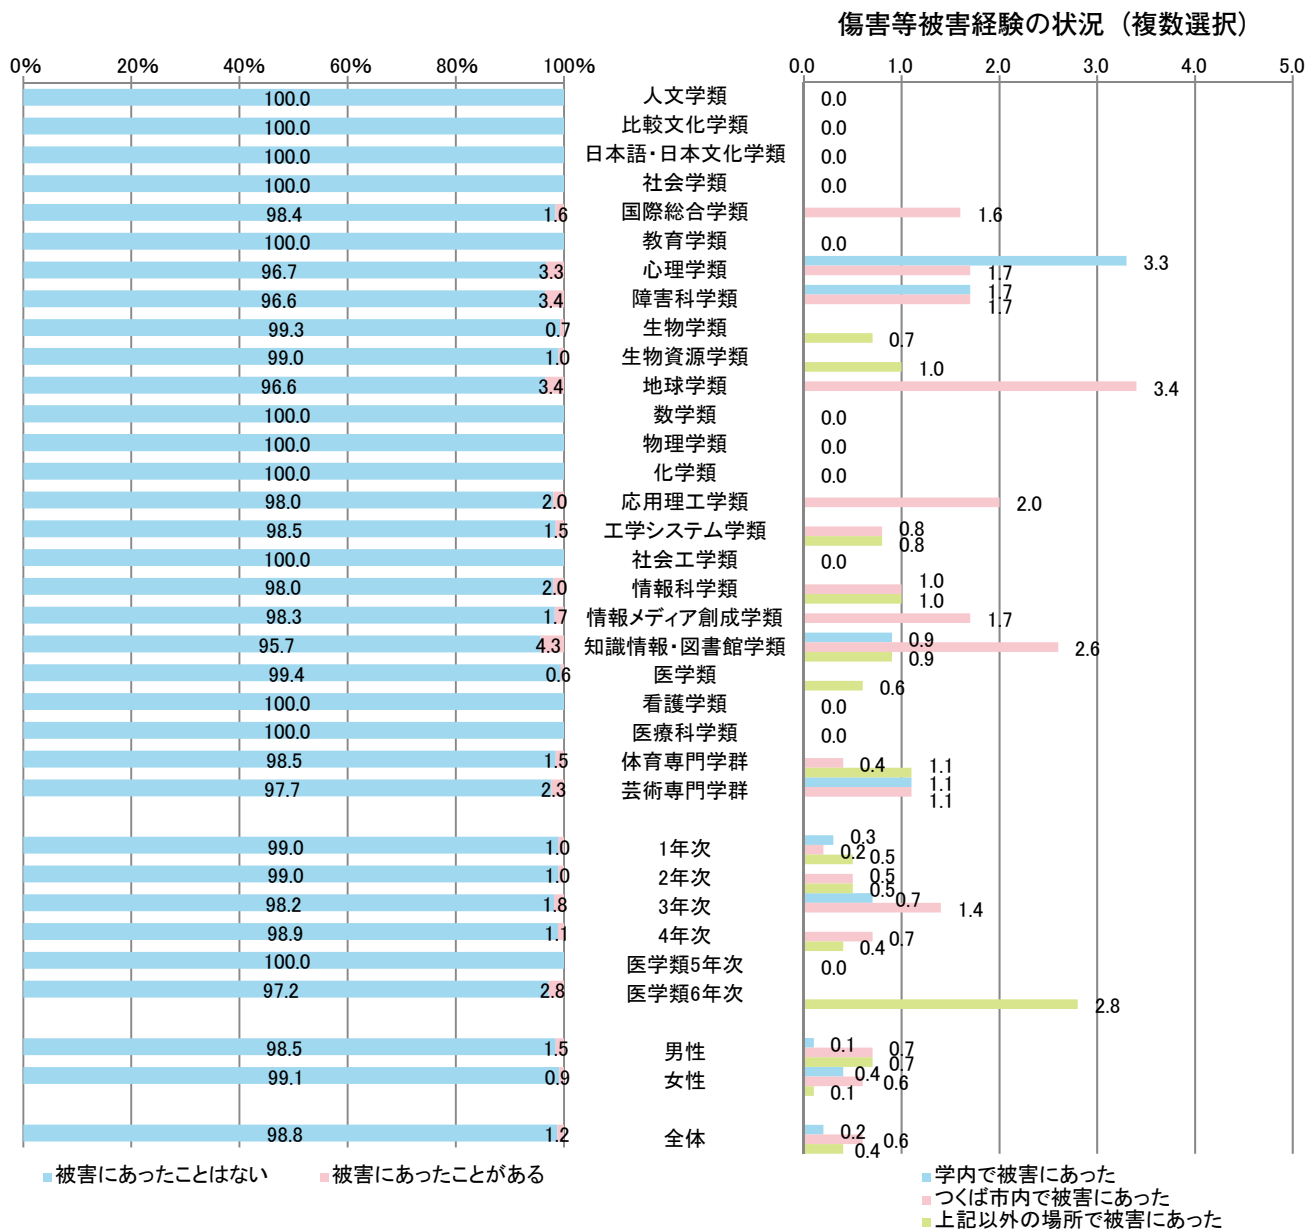 傷害等被害経験の状況（複数選択）
0% 20% 40% 60% 80% 100% 0.0 1.0 2.0 3.0 4.0 5.0
100.0 人文学類 0.0
100.0 比較文化学類 0.0
100.0 日本語・日本文化学類 0.0
100.0 社会学類 0.0
98.4 1.6 国際総合学類 1.6
100.0 教育学類 0.0
96.7 3.3 心理学類 3.3 1.7
96.6 3.4 障害科学類 1.7 1.7
99.3 0.7 生物学類 0.7
99.0 1.0 生物資源学類 1.0
96.6 3.4 地球学類 3.4
100.0 数学類 0.0
100.0 物理学類 0.0
100.0 化学類 0.0
98.0 2.0 応用理工学類 2.0
98.5 1.5 工学システム学類 0.8 0.8
100.0 社会工学類 0.0
98.0 2.0 情報科学類 1.0 1.0
98.3 1.7 情報メディア創成学類 1.7
95.7 4.3 知識情報・図書館学類 0.9 2.6 0.9
99.4 0.6 医学類 0.6
100.0 看護学類 0.0
100.0 医療科学類 0.0
98.5 1.5 体育専門学群 0.4 1.1
97.7 2.3 芸術専門学群 1.1 1.1
99.0 1.0 1年次 0.3 0.2 0.5
99.0 1.0 2年次 0.5 0.5
98.2 1.8 3年次 0.7 1.4
98.9 1.1 4年次 0.7 0.4
100.0 医学類5年次 0.0
97.2 2.8 医学類6年次 2.8
98.5 1.5 男性 0.1 0.7 0.7
99.1 0.9 女性 0.4 0.6 0.1
98.8 1.2 全体 0.2 0.6 0.4
被害にあったことはない 被害にあったことがある 学内で被害にあった
つくば市内で被害にあった
上記以外の場所で被害にあった